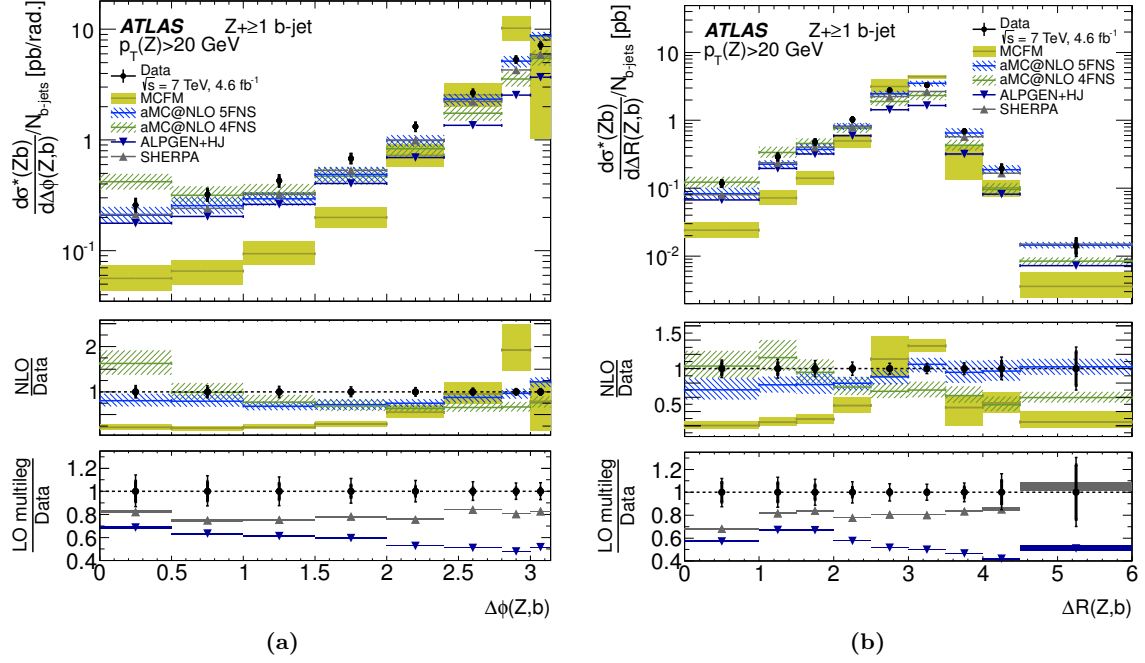 ATLAS Z+≥1 b-jet
p_T(Z)>20 GeV
Data
√s = 7 TeV, 4.6 fb⁻¹
MCFM
aMC@NLO 5FNS
aMC@NLO 4FNS
ALPGEN+HJ
SHERPA
dσ*(Zb)/dΔϕ(Z,b)/N_b-jets [pb/rad.]
10
1
10⁻¹
NLO
Data
2
1
LO multileg
Data
1.2
1
0.8
0.6
0.4
0 0.5 1 1.5 2 2.5 3
Δϕ(Z,b)
(a)
ATLAS Z+≥1 b-jet
p_T(Z)>20 GeV
Data
√s = 7 TeV, 4.6 fb⁻¹
MCFM
aMC@NLO 5FNS
aMC@NLO 4FNS
ALPGEN+HJ
SHERPA
dσ*(Zb)/dΔR(Z,b)/N_b-jets [pb]
10²
10
1
10⁻¹
10⁻²
NLO
Data
1.5
1
0.5
LO multileg
Data
1.2
1
0.8
0.6
0.4
0 1 2 3 4 5 6
ΔR(Z,b)
(b)